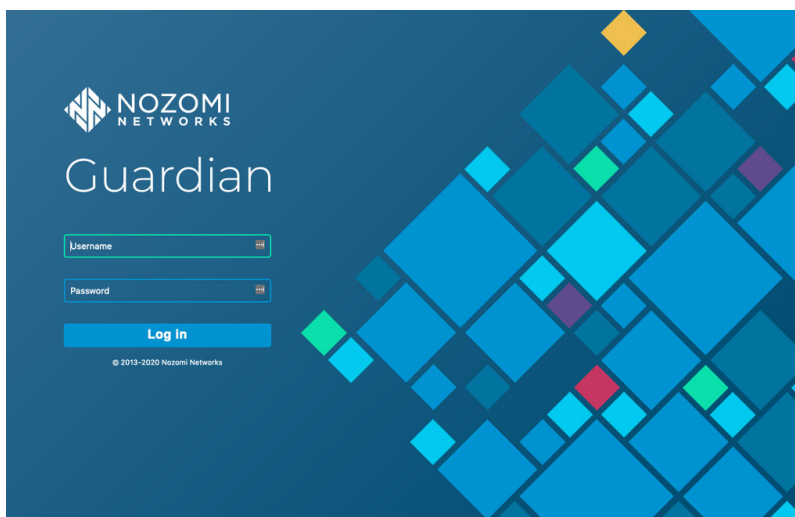 NOZOMI
NETWORKS
Guardian
Username
Password
Log in
© 2013-2020 Nozomi Networks